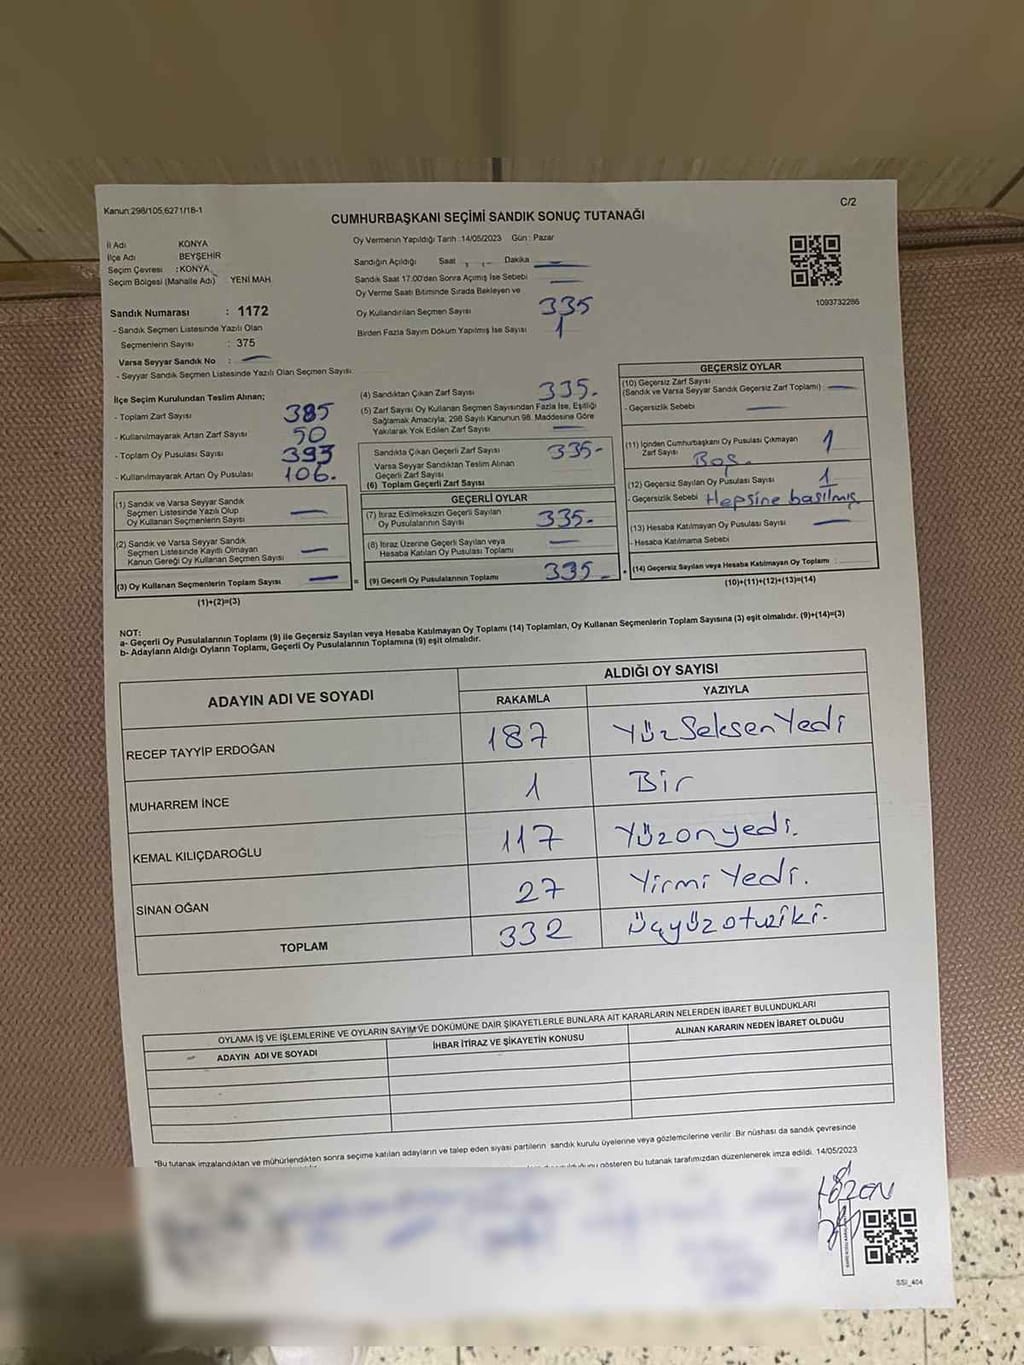 Kanun:298/105,6271/18-1
C/2
CUMHURBAŞKANI SEÇİMİ SANDIK SONUÇ TUTANAĞI
İl Adı KONYA
İlçe Adı BEYŞEHİR
Seçim Çevresi : KONYA
Seçim Bölgesi (Mahalle Adı) YENİ MAH
Oy Vermenin Yapıldığı Tarih :14/05/2023 Gün : Pazar
Sandığın Açıldığı Saat Dakika
Sandık Saat 17.00'den Sonra Açımış İse Sebebi
Oy Verme Saati Bitiminde Sırada Bekleyen ve
Oy Kullandırılan Seçmen Sayısı 335
Birden Fazla Sayım Döküm Yapılmış İse Sayısı 1
1093732286
Sandık Numarası : 1172
- Sandık Seçmen Listesinde Yazılı Olan
Seçmenlerin Sayısı : 375
Varsa Seyyar Sandık No :
- Seyyar Sandık Seçmen Listesinde Yazılı Olan Seçmen Sayısı:
İlçe Seçim Kurulundan Teslim Alınan;
- Toplam Zarf Sayısı 385
- Kullanılmayarak Artan Zarf Sayısı 50
- Toplam Oy Pusulası Sayısı 393
- Kullanılmayarak Artan Oy Pusulası 106.
(1) Sandık ve Varsa Seyyar Sandık
Seçmen Listesinde Yazılı Olup
Oy Kullanan Seçmenlerin Sayısı
(2) Sandık ve Varsa Seyyar Sandık
Seçmen Listesinde Kayıtlı Olmayan
Kanun Gereği Oy Kullanan Seçmen Sayısı
(3) Oy Kullanan Seçmenlerin Toplam Sayısı =
(1)+(2)=(3)
(4) Sandıktan Çıkan Zarf Sayısı 335.
(5) Zarf Sayısı Oy Kullanan Seçmen Sayısından Fazla İse, Eşitliği
Sağlamak Amacıyla; 298 Sayılı Kanunun 98. Maddesine Göre
Yakılarak Yok Edilen Zarf Sayısı
Sandıkta Çıkan Geçerli Zarf Sayısı 335-
Varsa Seyyar Sandıktan Teslim Alınan
Geçerli Zarf Sayısı
(6) Toplam Geçerli Zarf Sayısı
GEÇERLİ OYLAR
(7) İtiraz Edilmeksizin Geçerli Sayılan
Oy Pusulalarının Sayısı 335-
(8) İtiraz Üzerine Geçerli Sayılan veya
Hesaba Katılan Oy Pusulası Toplamı
(9) Geçerli Oy Pusulalarının Toplamı 335-
GEÇERSİZ OYLAR
(10) Geçersiz Zarf Sayısı
(Sandık ve Varsa Seyyar Sandık Geçersiz Zarf Toplamı)
- Geçersizlik Sebebi
(11) İçinden Cumhurbaşkanı Oy Pusulası Çıkmayan
Zarf Sayısı 1
Boş.
(12) Geçersiz Sayılan Oy Pusulası Sayısı 1
- Geçersizlik Sebebi Hepsine basılmış
(13) Hesaba Katılmayan Oy Pusulası Sayısı
- Hesaba Katılmama Sebebi
(14) Geçersiz Sayılan veya Hesaba Katılmayan Oy Toplamı :
(10)+(11)+(12)+(13)=(14)
NOT:
a- Geçerli Oy Pusulalarının Toplamı (9) ile Geçersiz Sayılan veya Hesaba Katılmayan Oy Toplamı (14) Toplamları, Oy Kullanan Seçmenlerin Toplam Sayısına (3) eşit olmalıdır. (9)+(14)=(3)
b- Adayların Aldığı Oyların Toplamı, Geçerli Oy Pusulalarının Toplamına (9) eşit olmalıdır.
ADAYIN ADI VE SOYADI
ALDIĞI OY SAYISI
RAKAMLA YAZIYLA
RECEP TAYYİP ERDOĞAN 187 YüzSeksenYedi
MUHARREM İNCE 1 Bir
KEMAL KILIÇDAROĞLU 117 Yüzonyedi.
SİNAN OĞAN 27 Yirmi Yedi.
TOPLAM 332 üçyüzotuziki.
OYLAMA İŞ VE İŞLEMLERİNE VE OYLARIN SAYIM VE DÖKÜMÜNE DAİR ŞİKAYETLERLE BUNLARA AİT KARARLARIN NELERDEN İBARET BULUNDUKLARI
ADAYIN ADI VE SOYADI İHBAR İTİRAZ VE ŞİKAYETİN KONUSU ALINAN KARARIN NEDEN İBARET OLDUĞU
"Bu tutanak imzalandıktan ve mühürlendikten sonra seçime katılan adayların ve talep eden siyasi partilerin sandık kurulu üyelerine veya gözlemcilerine verilir. Bir nüshası da sandık çevresinde
gösteren bu tutanak tarafımızdan düzenlenerek imza edildi. 14/05/2023
SSİ_404